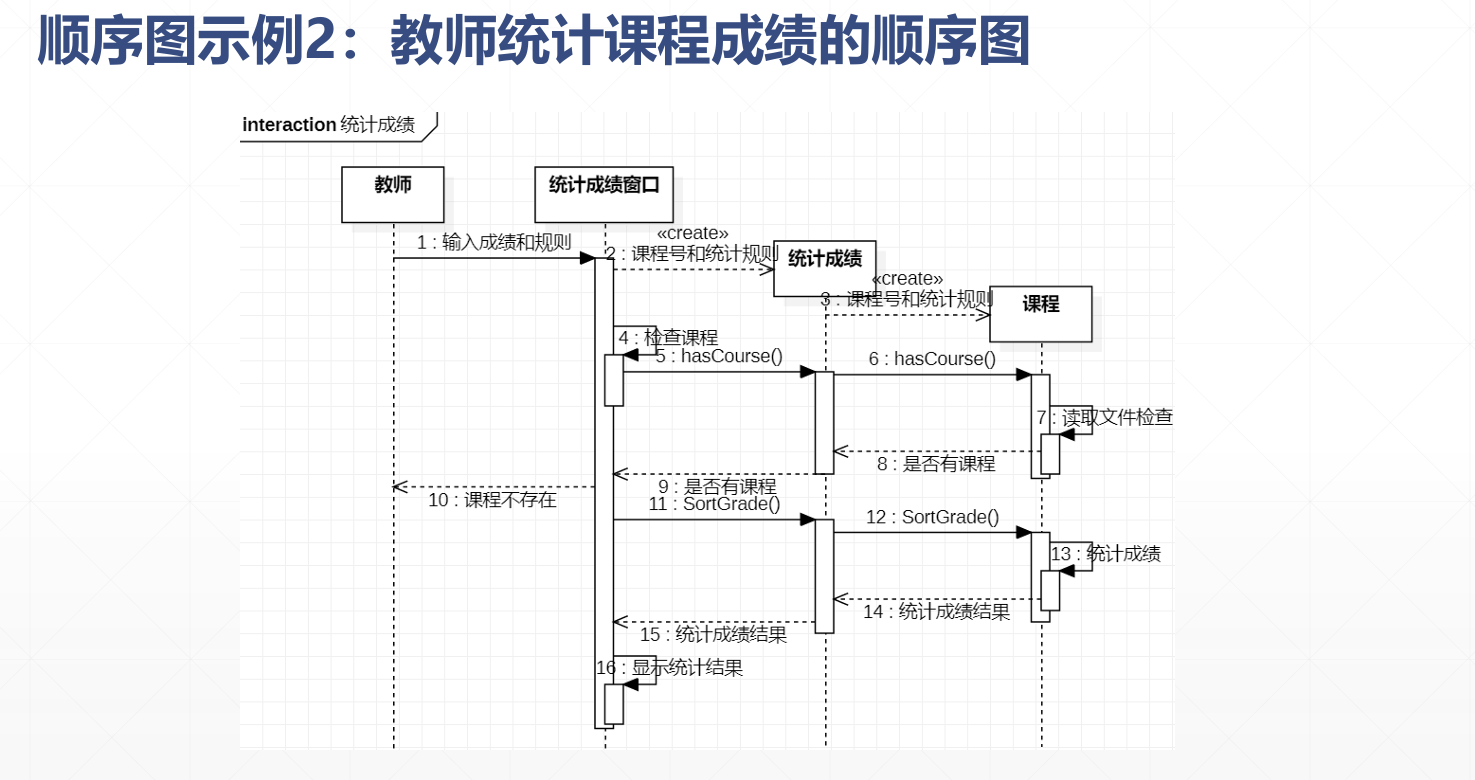 顺序图示例2：教师统计课程成绩的顺序图
interaction 统计成绩
教师
统计成绩窗口
1 : 输入成绩和规则
«create»
2 : 课程号和统计规则
统计成绩
«create»
3 : 课程号和统计规则
课程
4 : 检查课程
5 : hasCourse()
6 : hasCourse()
7 : 读取文件检查
8 : 是否有课程
9 : 是否有课程
10 : 课程不存在
11 : SortGrade()
12 : SortGrade()
13 : 统计成绩
14 : 统计成绩结果
15 : 统计成绩结果
16 : 显示统计结果